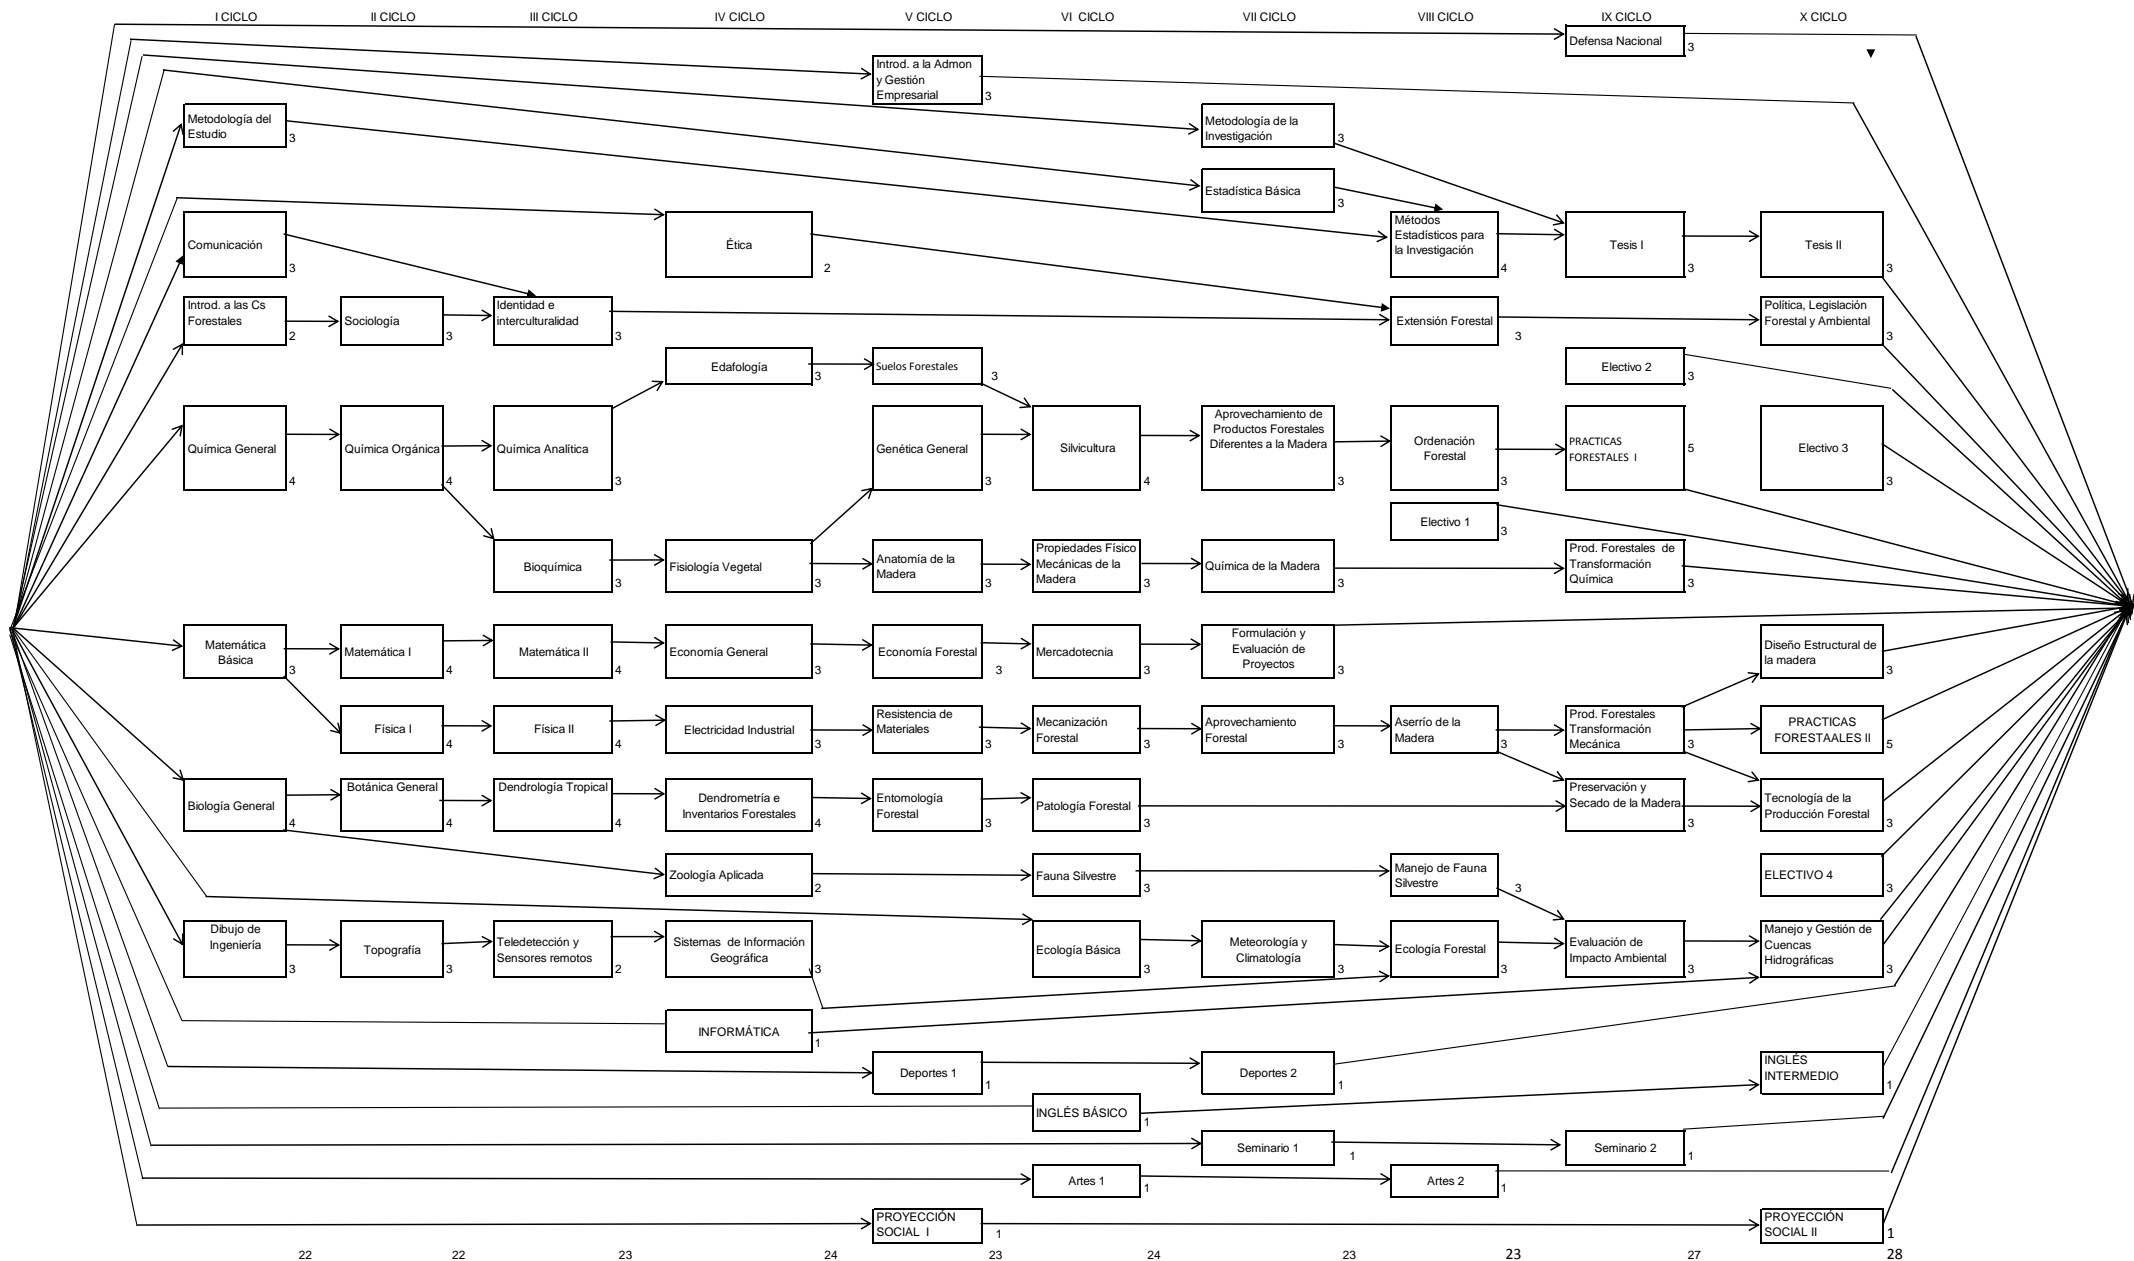 I CICLO
II CICLO
III CICLO
IV CICLO
V CICLO
VI CICLO
VII CICLO
VIII CICLO
IX CICLO
X CICLO
Defensa Nacional
3
Introd. a la Admon
y Gestión
Empresarial
3
Metodología del
Estudio
3
Metodología de la
Investigación
3
Estadística Básica
3
Comunicación
3
Ética
2
Métodos
Estadísticos para
la Investigación
4
Tesis I
3
Tesis II
3
Introd. a las Cs
Forestales
2
Sociología
3
Identidad e
interculturalidad
3
Extensión Forestal
3
Política, Legislación
Forestal y Ambiental
3
Edafología
3
Suelos Forestales
3
Electivo 2
3
Química General
4
Química Orgánica
4
Química Analítica
3
Genética General
3
Silvicultura
4
Aprovechamiento de
Productos Forestales
Diferentes a la Madera
3
Ordenación
Forestal
3
PRACTICAS
FORESTALES I
5
Electivo 3
3
Electivo 1
3
Bioquímica
3
Fisiología Vegetal
3
Anatomía de la
Madera
3
Propiedades Físico
Mecánicas de la
Madera
3
Química de la Madera
3
Prod. Forestales de
Transformación
Química
3
Matemática
Básica
3
Matemática I
4
Matemática II
4
Economía General
3
Economía Forestal
3
Mercadotecnia
3
Formulación y
Evaluación de
Proyectos
3
Diseño Estructural de
la madera
3
Física I
4
Física II
4
Electricidad Industrial
3
Resistencia de
Materiales
3
Mecanización
Forestal
3
Aprovechamiento
Forestal
3
Aserrío de la
Madera
3
Prod. Forestales
Transformación
Mecánica
3
PRACTICAS
FORESTAALES II
5
Biología General
4
Botánica General
4
Dendrología Tropical
4
Dendrometría e
Inventarios Forestales
4
Entomología
Forestal
3
Patología Forestal
3
Preservación y
Secado de la Madera
3
Tecnología de la
Producción Forestal
3
Zoología Aplicada
2
Fauna Silvestre
3
Manejo de Fauna
Silvestre
3
ELECTIVO 4
3
Dibujo de
Ingeniería
3
Topografía
3
Teledetección y
Sensores remotos
2
Sistemas de Información
Geográfica
3
Ecología Básica
3
Meteorología y
Climatología
3
Ecología Forestal
3
Evaluación de
Impacto Ambiental
3
Manejo y Gestión de
Cuencas
Hidrográficas
3
INFORMÁTICA
1
Deportes 1
1
Deportes 2
1
INGLÉS
INTERMEDIO
1
INGLÉS BÁSICO
1
Seminario 1
1
Seminario 2
1
Artes 1
1
Artes 2
1
PROYECCIÓN
SOCIAL I
1
PROYECCIÓN
SOCIAL II
1
22
22
23
24
23
24
23
23
27
28